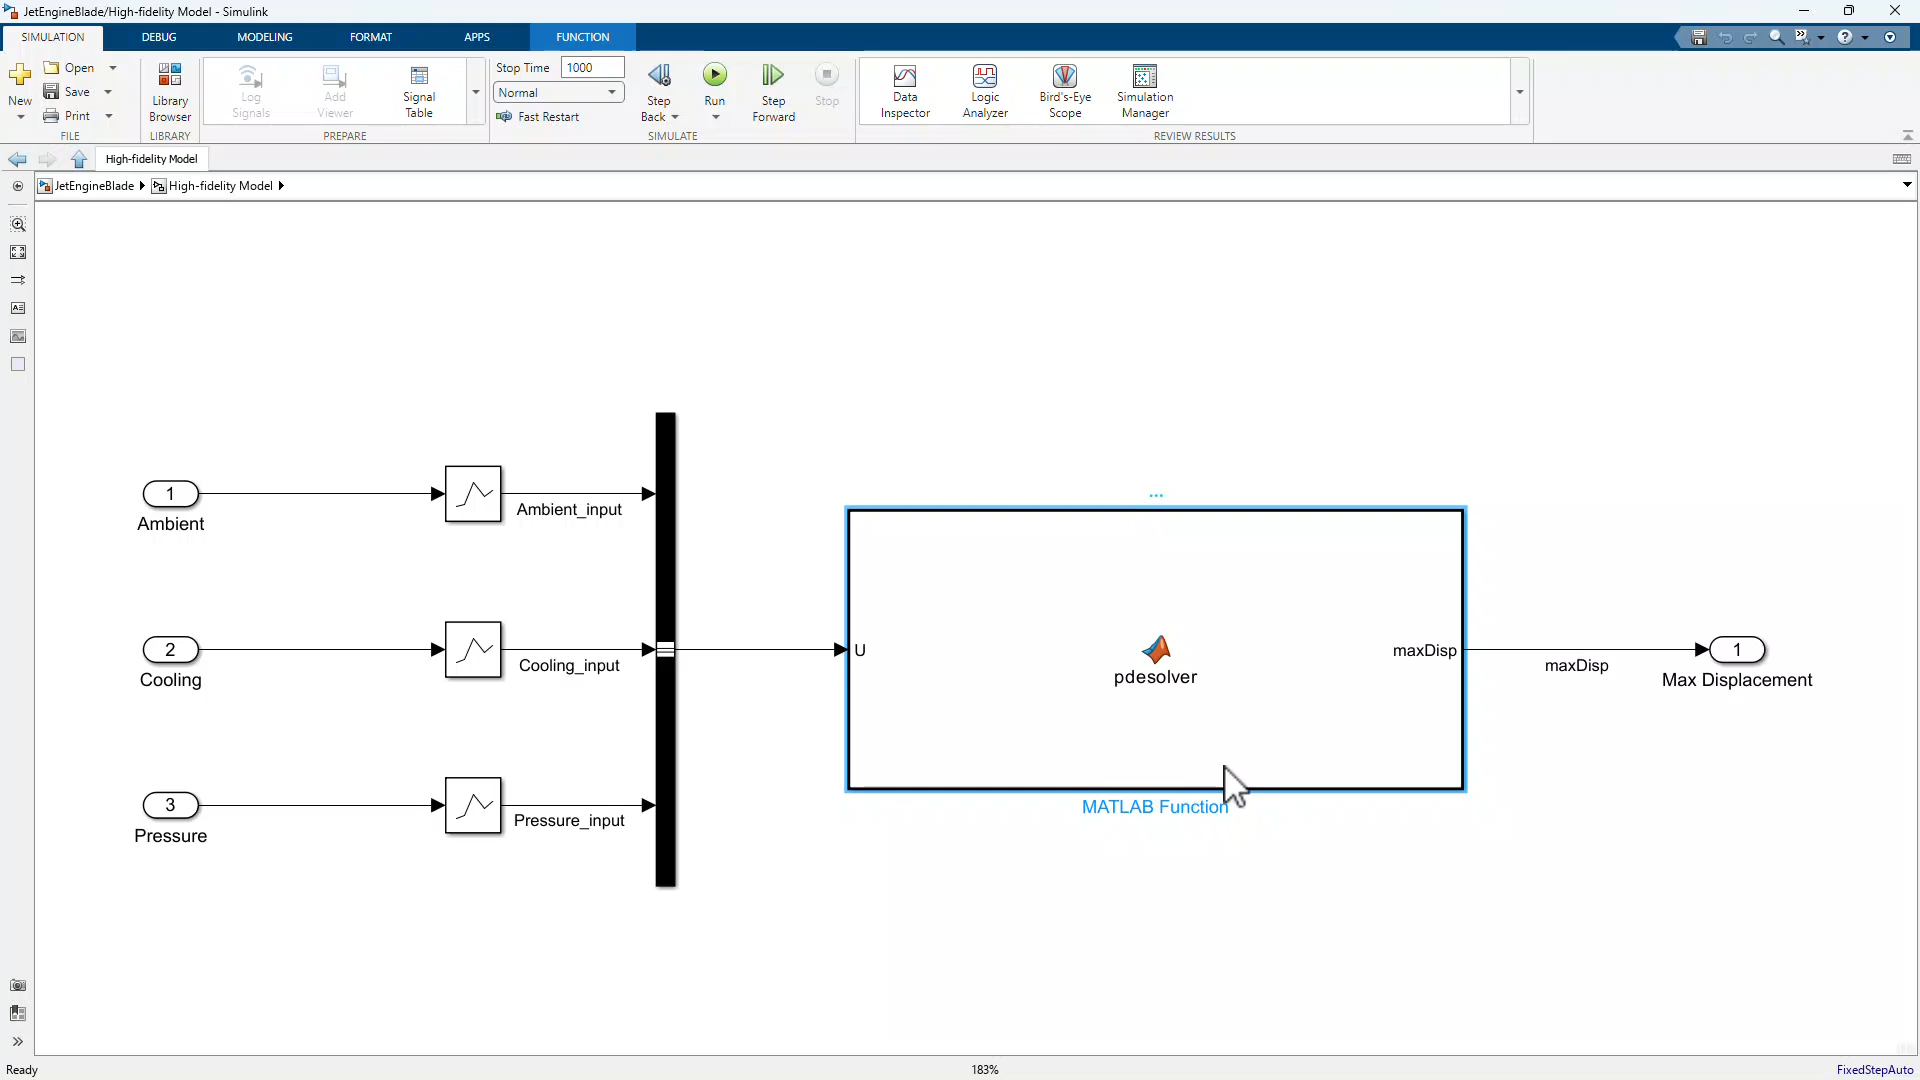 JetEngineBlade/High-fidelity Model - Simulink
SIMULATION DEBUG MODELING FORMAT APPS FUNCTION
New
Open
Save
Print
FILE
Library
Browser
LIBRARY
Log
Signals
Add
Viewer
Signal
Table
PREPARE
Stop Time 1000
Normal
Fast Restart
Step
Back
Run
Step
Forward
Stop
SIMULATE
Data
Inspector
Logic
Analyzer
Bird's-Eye
Scope
Simulation
Manager
REVIEW RESULTS
High-fidelity Model
JetEngineBlade High-fidelity Model
1
Ambient
Ambient_input
2
Cooling
Cooling_input
3
Pressure
Pressure_input
...
U
pdesolver
maxDisp
MATLAB Function
maxDisp
1
Max Displacement
Ready
183%
FixedStepAuto